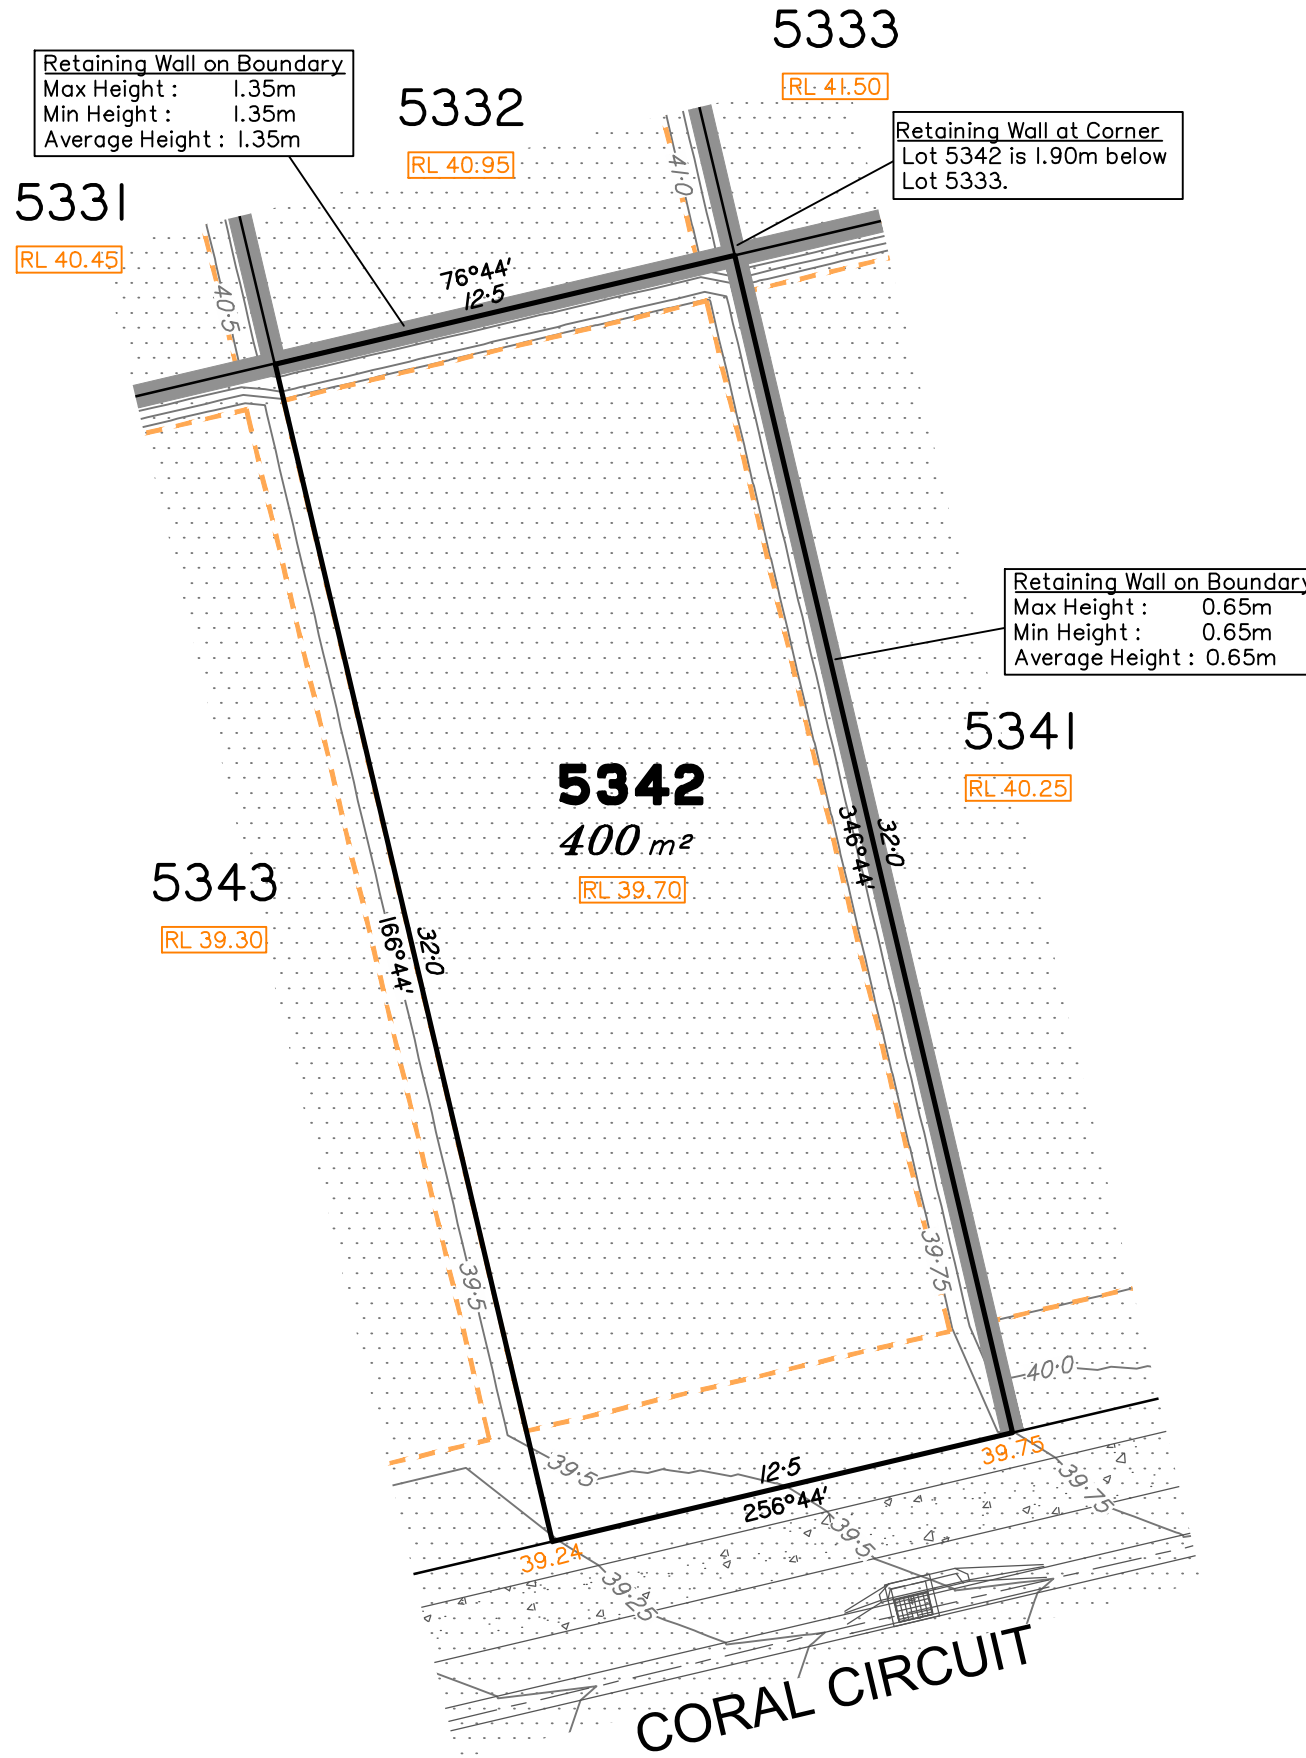 5333
RL 41.50
Retaining Wall on Boundary
Max Height : 1.35m
Min Height : 1.35m
Average Height : 1.35m
5332
RL 40.95
Retaining Wall at Corner
Lot 5342 is 1.90m below
Lot 5333.
5331
RL 40.45
41.0
40.5
76°44'
12.5
Retaining Wall on Boundary
Max Height : 0.65m
Min Height : 0.65m
Average Height : 0.65m
5341
RL 40.25
5342
400 m²
RL 39.70
346°44'
32.0
5343
RL 39.30
166°44'
32.0
39.75
39.5
40.0
39.75
39.5
12.5
256°44'
39.75
39.5
39.24
39.25
CORAL CIRCUIT